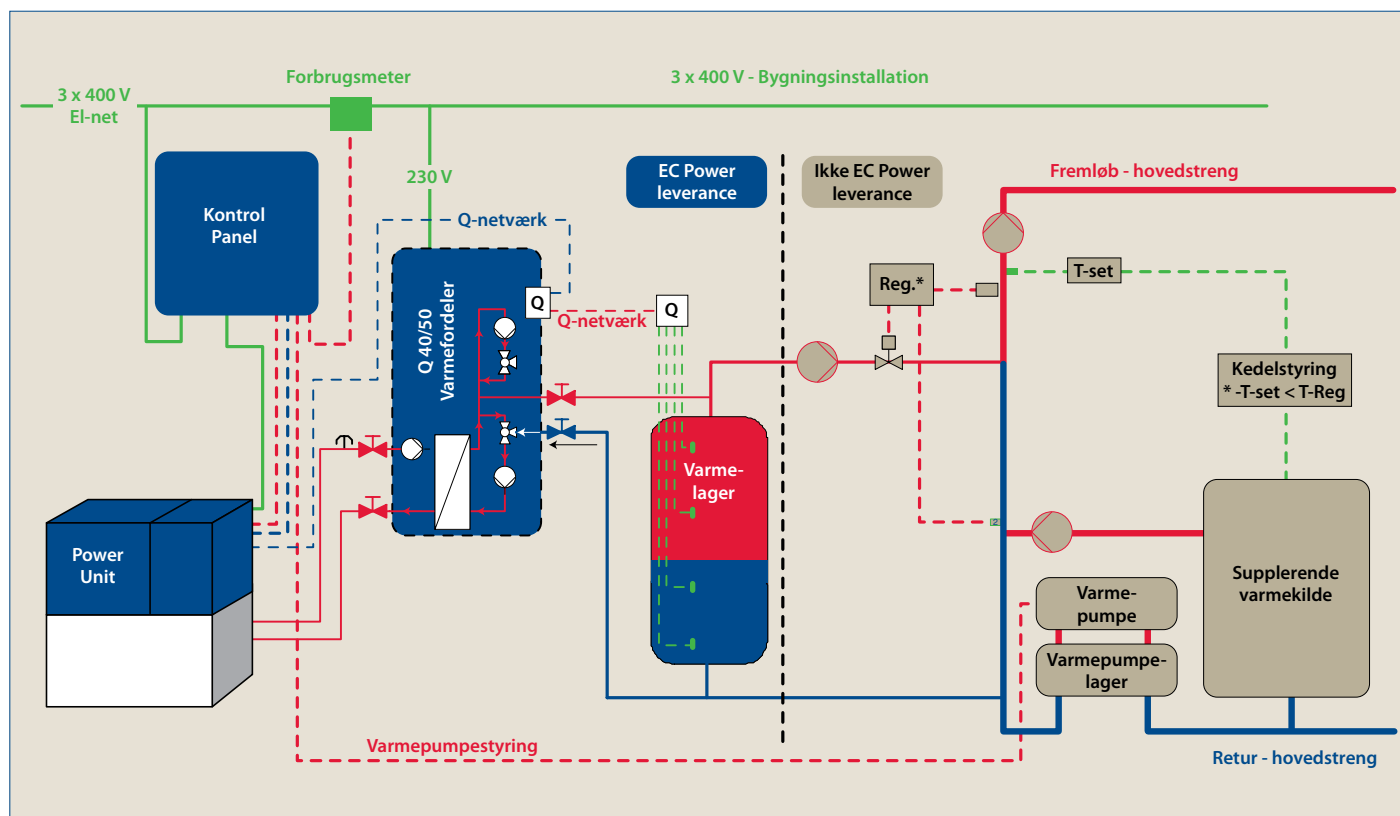 Forbrugsmeter
3 x 400 V - Bygningsinstallation
3 x 400 V
El-net
230 V
EC Power
leverance
Ikke EC Power
leverance
Fremløb - hovedstreng
Kontrol
Panel
Q-netværk
T-set
Reg.*
Q
Q
Q-netværk
Q 40/50
Varmefordeler
Kedelstyring
* -T-set < T-Reg
Varme-
lager
2
Power
Unit
Supplerende
varmekilde
Varme-
pumpe
Varmepumpe-
lager
Varmepumpestyring
Retur - hovedstreng